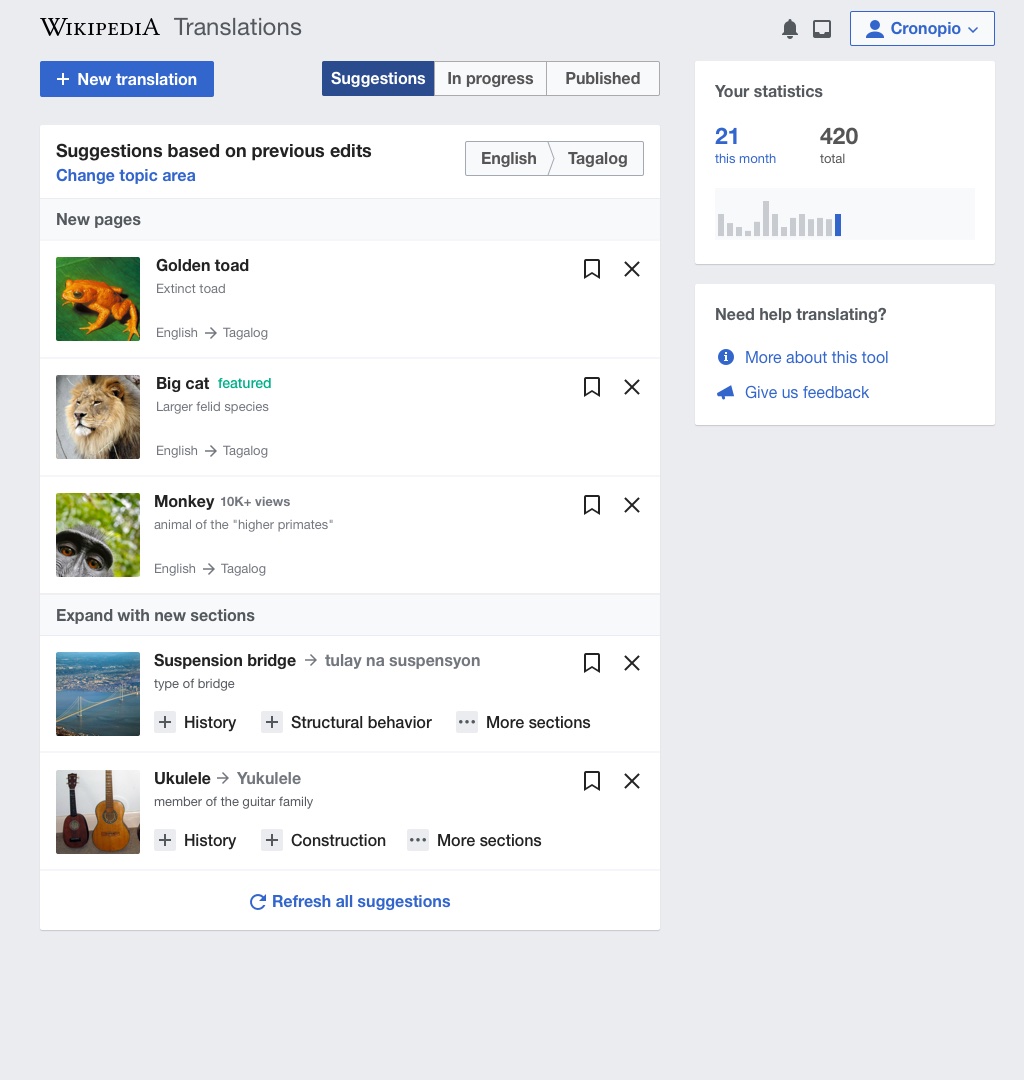 WIKIPEDIA Translations
Cronopio
+ New translation
Suggestions
In progress
Published
Suggestions based on previous edits
Change topic area
English
Tagalog
New pages
Golden toad
Extinct toad
English → Tagalog
Big cat featured
Larger felid species
English → Tagalog
Monkey 10K+ views
animal of the "higher primates"
English → Tagalog
Expand with new sections
Suspension bridge → tulay na suspensyon
type of bridge
+ History + Structural behavior ••• More sections
Ukulele → Yukulele
member of the guitar family
+ History + Construction ••• More sections
Refresh all suggestions
Your statistics
21 420
this month total
Need help translating?
More about this tool
Give us feedback